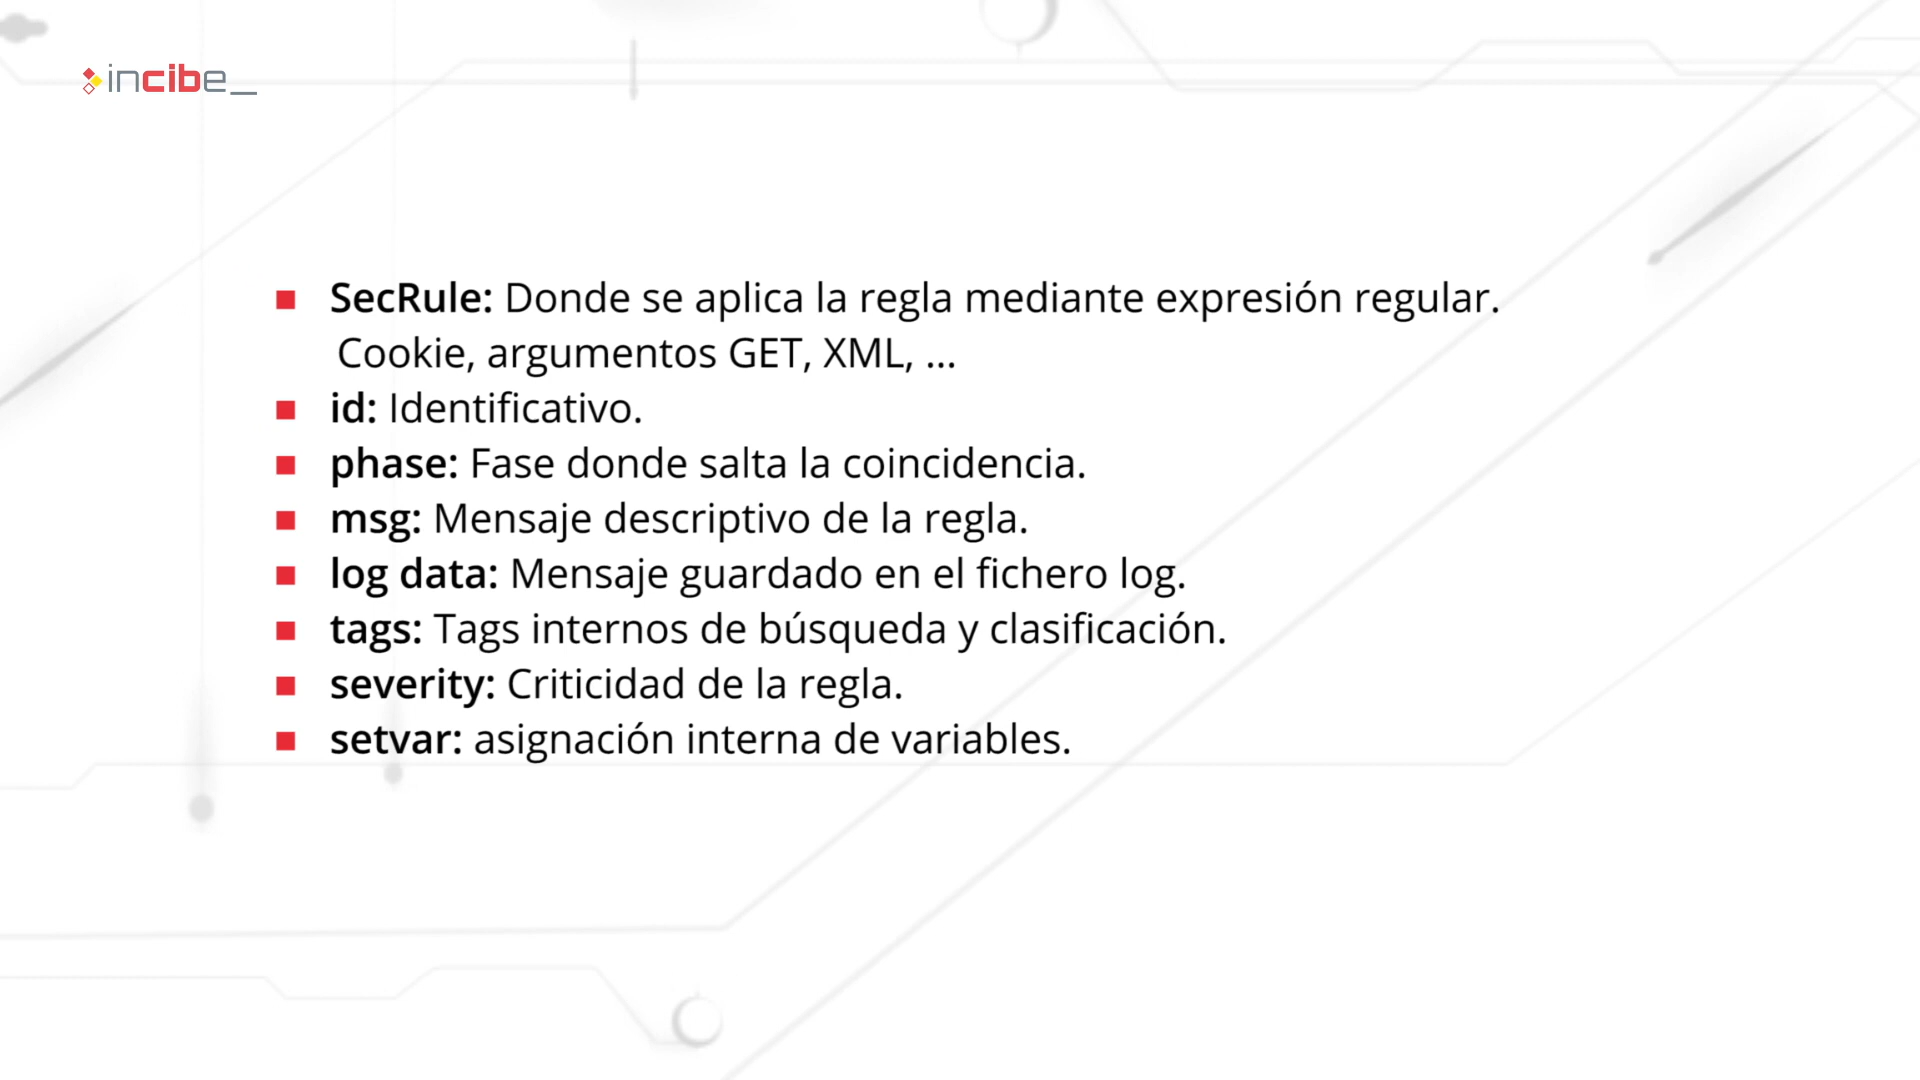 incibe_
SecRule: Donde se aplica la regla mediante expresión regular.
Cookie, argumentos GET, XML, ...
id: Identificativo.
phase: Fase donde salta la coincidencia.
msg: Mensaje descriptivo de la regla.
log data: Mensaje guardado en el fichero log.
tags: Tags internos de búsqueda y clasificación.
severity: Criticidad de la regla.
setvar: asignación interna de variables.